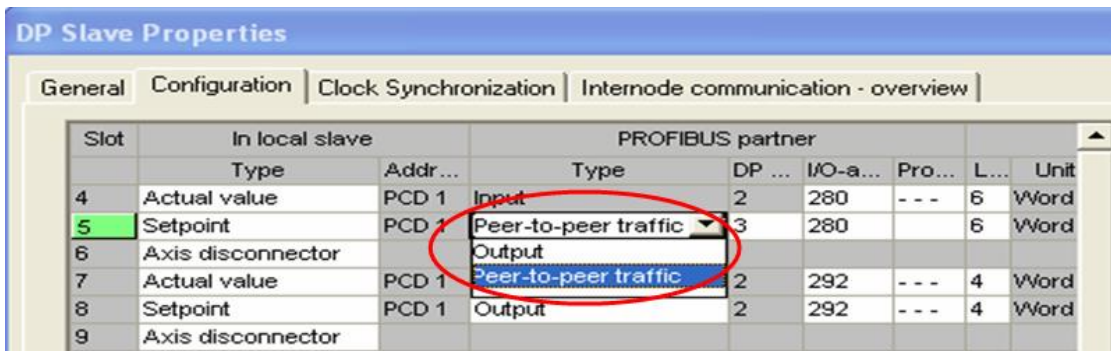 DP Slave Properties
General Configuration Clock Synchronization Internode communication - overview
Slot In local slave PROFIBUS partner
Type Addr... Type DP ... I/O-a... Pro... L... Unit
4 Actual value PCD 1 Input 2 280 - - - 6 Word
5 Setpoint PCD 1 Peer-to-peer traffic 3 280 6 Word
6 Axis disconnector Output
7 Actual value PCD 1 Peer-to-peer traffic 2 292 - - - 4 Word
8 Setpoint PCD 1 Output 2 292 - - - 4 Word
9 Axis disconnector